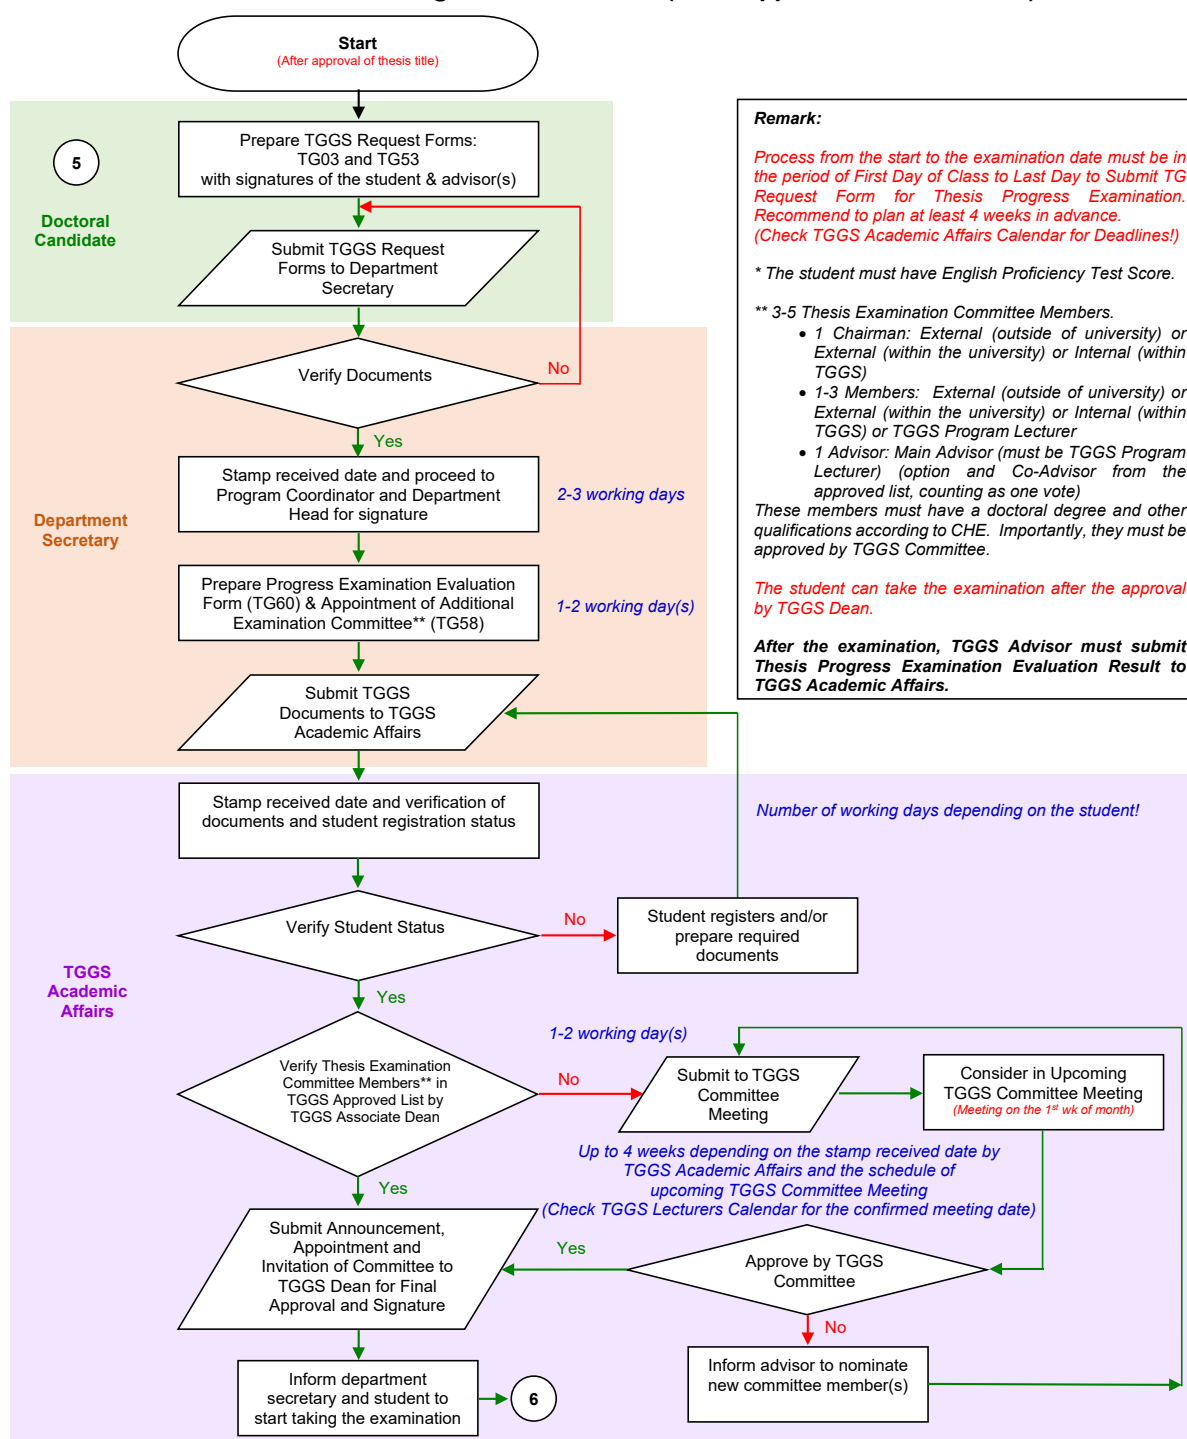 Start
(After approval of thesis title)
5
Doctoral
Candidate
Prepare TGGS Request Forms:
TG03 and TG53
with signatures of the student & advisor(s)
Submit TGGS Request
Forms to Department
Secretary
Remark:
Process from the start to the examination date must be in
the period of First Day of Class to Last Day to Submit TG
Request Form for Thesis Progress Examination.
Recommend to plan at least 4 weeks in advance.
(Check TGGS Academic Affairs Calendar for Deadlines!)
* The student must have English Proficiency Test Score.
** 3-5 Thesis Examination Committee Members.
• 1 Chairman: External (outside of university) or
External (within the university) or Internal (within
TGGS)
• 1-3 Members: External (outside of university) or
External (within the university) or Internal (within
TGGS) or TGGS Program Lecturer
• 1 Advisor: Main Advisor (must be TGGS Program
Lecturer) (option and Co-Advisor from the
approved list, counting as one vote)
These members must have a doctoral degree and other
qualifications according to CHE. Importantly, they must be
approved by TGGS Committee.
The student can take the examination after the approval
by TGGS Dean.
After the examination, TGGS Advisor must submit
Thesis Progress Examination Evaluation Result to
TGGS Academic Affairs.
Verify Documents
No
Yes
Department
Secretary
Stamp received date and proceed to
Program Coordinator and Department
Head for signature
2-3 working days
Prepare Progress Examination Evaluation
Form (TG60) & Appointment of Additional
Examination Committee** (TG58)
1-2 working day(s)
Submit TGGS
Documents to TGGS
Academic Affairs
Stamp received date and verification of
documents and student registration status
Number of working days depending on the student!
TGGS
Academic
Affairs
Verify Student Status
No
Student registers and/or
prepare required
documents
Yes
Verify Thesis Examination
Committee Members** in
TGGS Approved List by
TGGS Associate Dean
1-2 working day(s)
No
Submit to TGGS
Committee
Meeting
Consider in Upcoming
TGGS Committee Meeting
(Meeting on the 1st wk of month)
Up to 4 weeks depending on the stamp received date by
TGGS Academic Affairs and the schedule of
upcoming TGGS Committee Meeting
(Check TGGS Lecturers Calendar for the confirmed meeting date)
Yes
Submit Announcement,
Appointment and
Invitation of Committee to
TGGS Dean for Final
Approval and Signature
Yes
Approve by TGGS
Committee
No
Inform advisor to nominate
new committee member(s)
Inform department
secretary and student to
start taking the examination
6